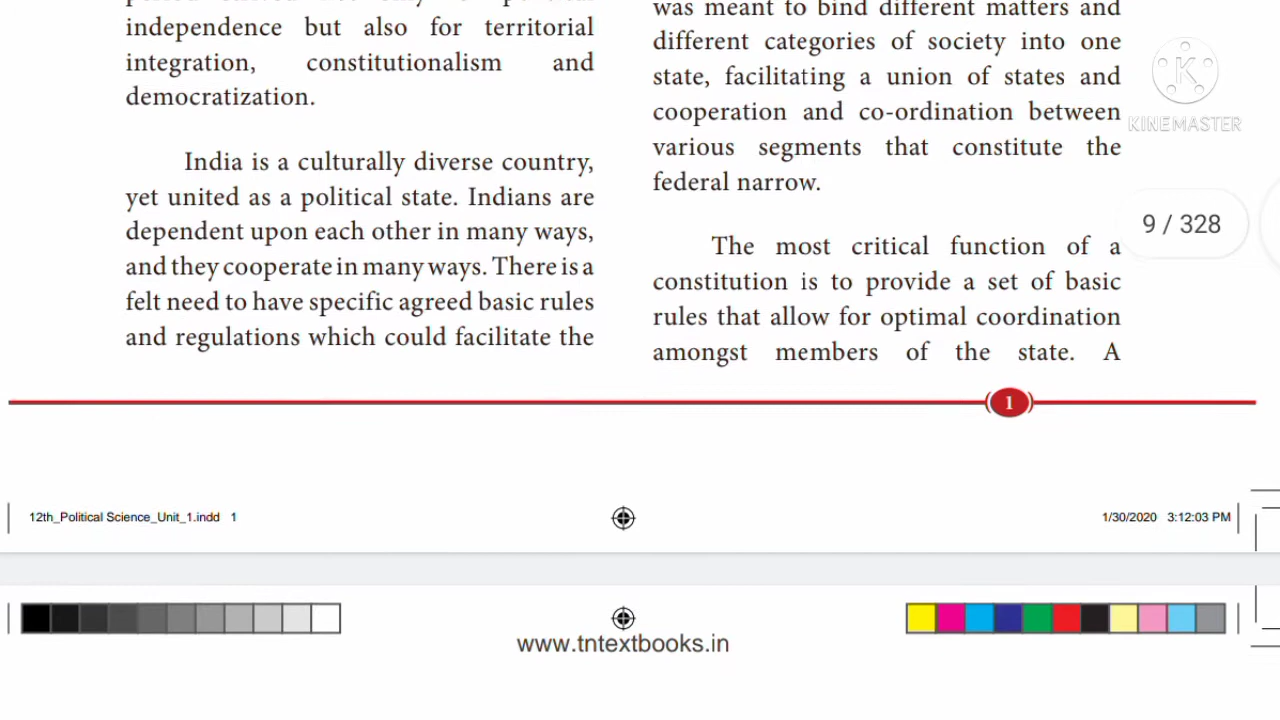 independence but also for territorial
integration, constitutionalism and
democratization.
India is a culturally diverse country,
yet united as a political state. Indians are
dependent upon each other in many ways,
and they cooperate in many ways. There is a
felt need to have specific agreed basic rules
and regulations which could facilitate the
was meant to bind different matters and
different categories of society into one
state, facilitating a union of states and
cooperation and co-ordination between
various segments that constitute the
federal narrow.
The most critical function of a
constitution is to provide a set of basic
rules that allow for optimal coordination
amongst members of the state. A
K
KINEMASTER
9 / 328
1
12th_Political Science_Unit_1.indd 1
1/30/2020 3:12:03 PM
www.tntextbooks.in